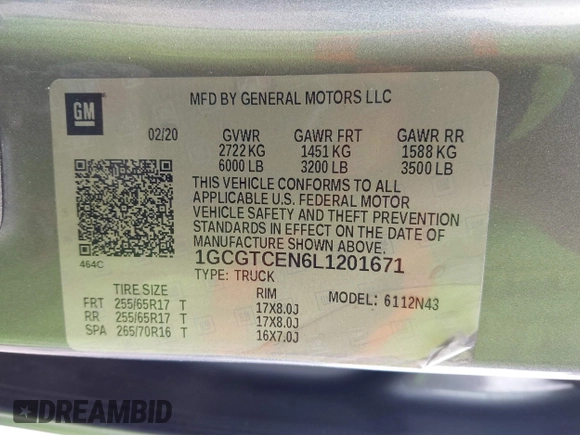 GM
MFD BY GENERAL MOTORS LLC
02/20 GVWR GAWR FRT GAWR RR
2722 KG 1451 KG 1588 KG
6000 LB 3200 LB 3500 LB
THIS VEHICLE CONFORMS TO ALL
APPLICABLE U.S. FEDERAL MOTOR
VEHICLE SAFETY AND THEFT PREVENTION
STANDARDS IN EFFECT ON THE DATE OF
MANUFACTURE SHOWN ABOVE.
464C
1GCGTCEN6L1201671
TYPE: TRUCK
TIRE SIZE RIM MODEL: 6112N43
FRT 255/65R17 T 17X8.0J
RR 255/65R17 T 17X8.0J
SPA 265/70R16 T 16X7.0J
DREAMBID